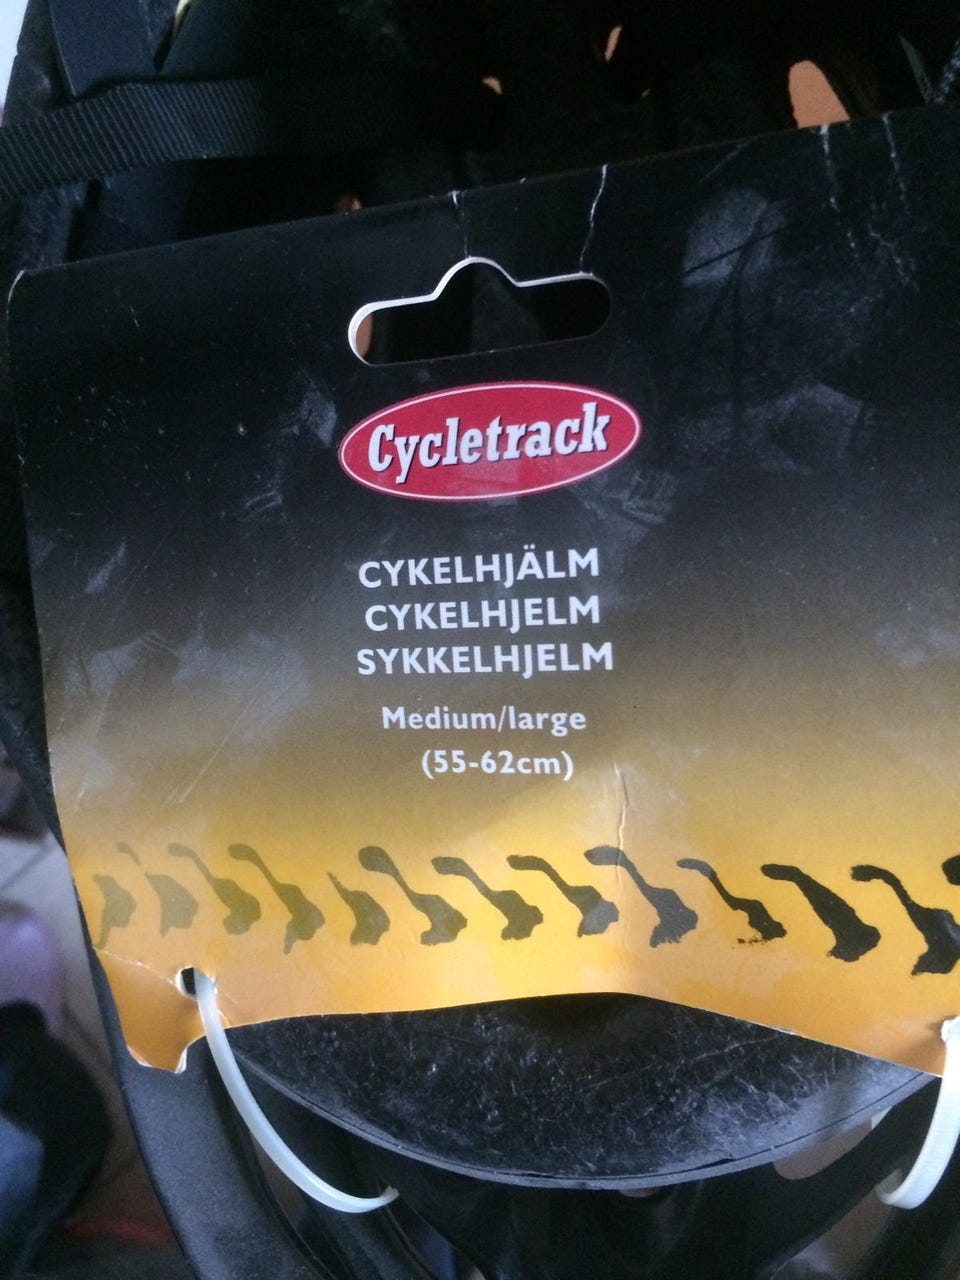 Cycletrack
CYKELHJÄLM
CYKELHJELM
SYKKELHJELM
Medium/large
(55-62cm)